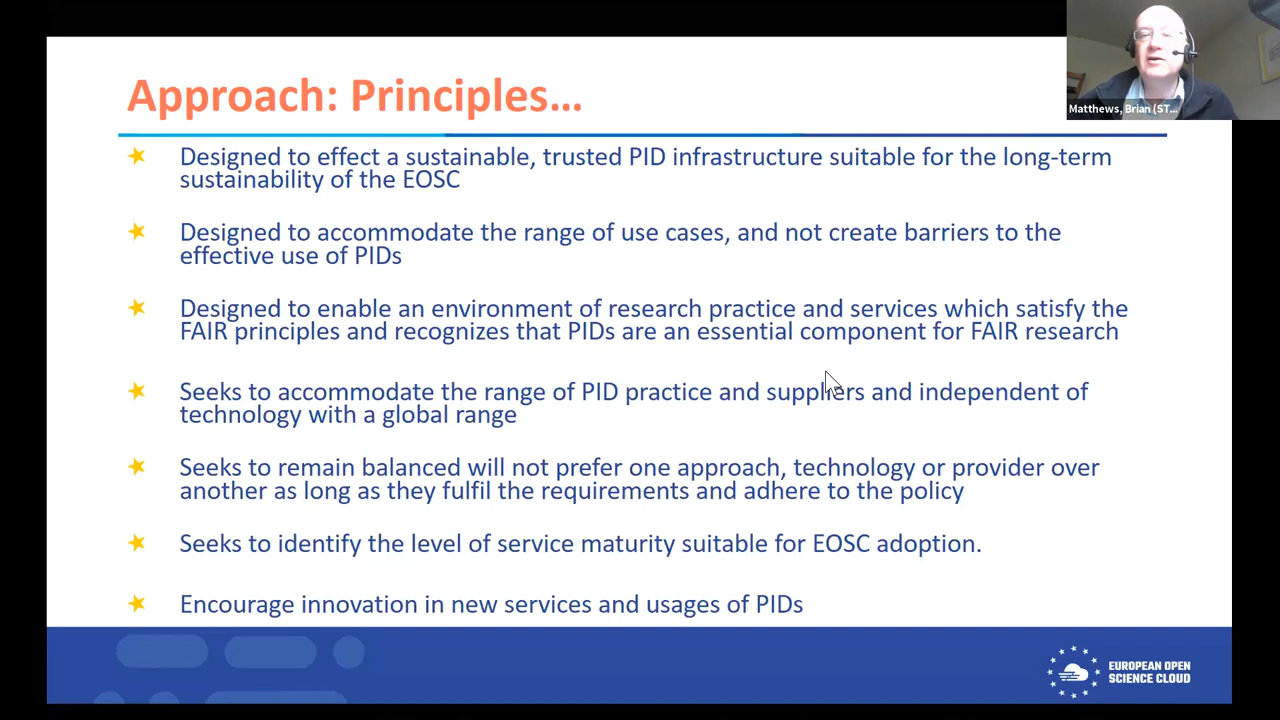 Approach: Principles...
Matthews, Brian (ST...
Designed to effect a sustainable, trusted PID infrastructure suitable for the long-term
sustainability of the EOSC
Designed to accommodate the range of use cases, and not create barriers to the
effective use of PIDs
Designed to enable an environment of research practice and services which satisfy the
FAIR principles and recognizes that PIDs are an essential component for FAIR research
Seeks to accommodate the range of PID practice and suppliers and independent of
technology with a global range
Seeks to remain balanced will not prefer one approach, technology or provider over
another as long as they fulfil the requirements and adhere to the policy
Seeks to identify the level of service maturity suitable for EOSC adoption.
Encourage innovation in new services and usages of PIDs
EUROPEAN OPEN
SCIENCE CLOUD